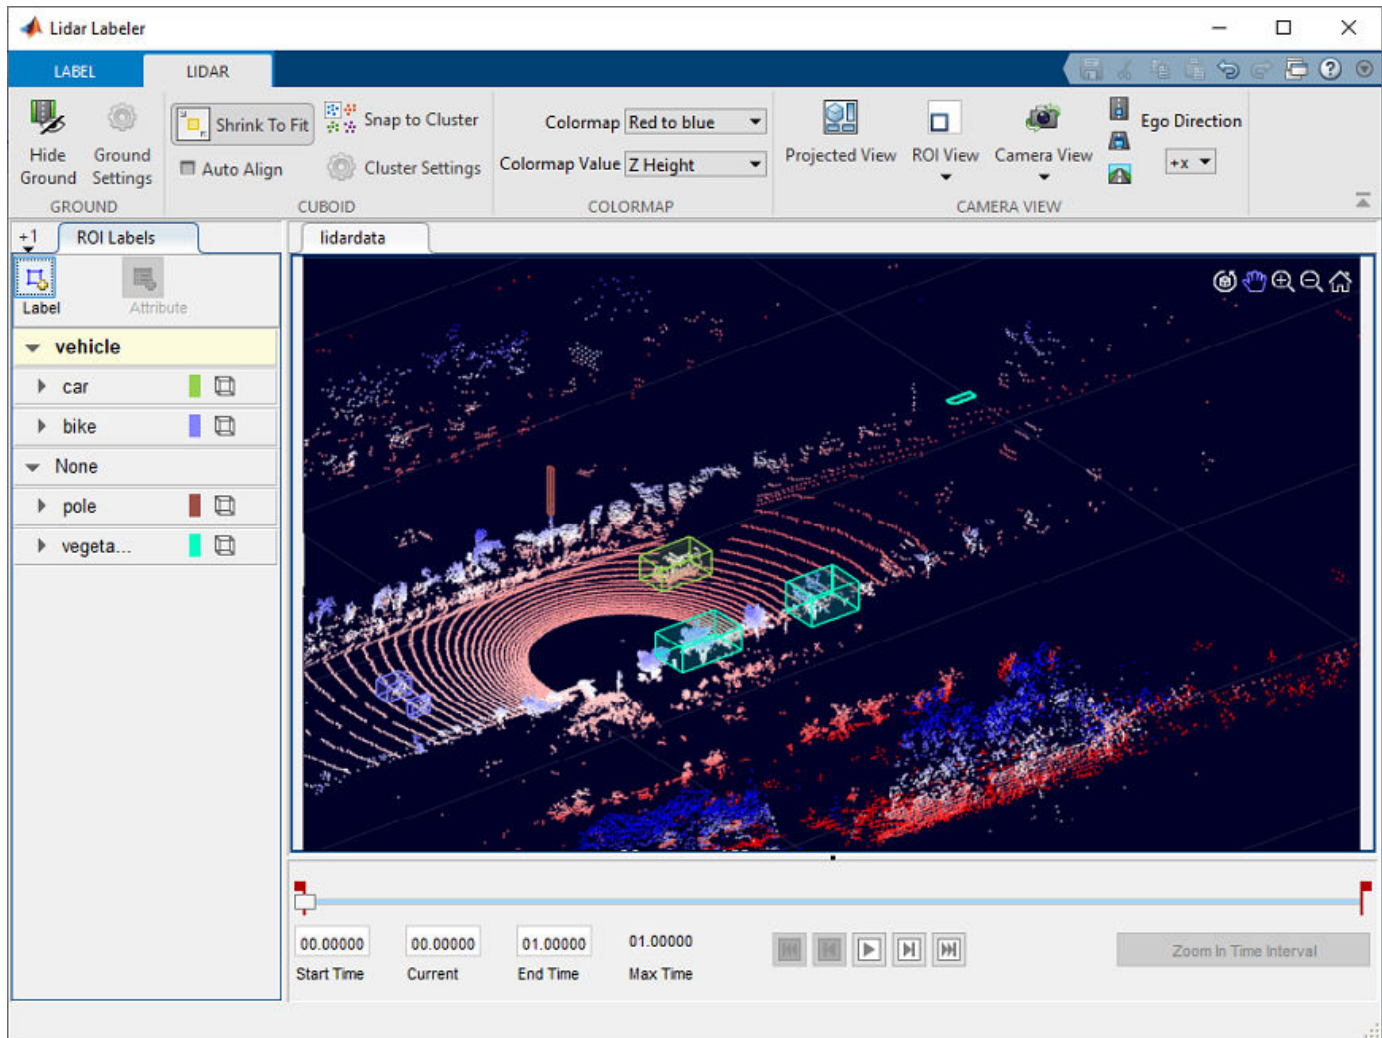 Lidar Labeler
LABEL
LIDAR
Hide Ground
Ground Settings
GROUND
Shrink To Fit
Auto Align
Snap to Cluster
Cluster Settings
CUBOID
Colormap Red to blue
Colormap Value Z Height
COLORMAP
Projected View
ROI View
Camera View
Ego Direction
+x
CAMERA VIEW
+1
ROI Labels
Label
Attribute
vehicle
car
bike
None
pole
vegeta...
lidardata
00.00000
00.00000
01.00000
01.00000
Start Time
Current
End Time
Max Time
Zoom In Time Interval